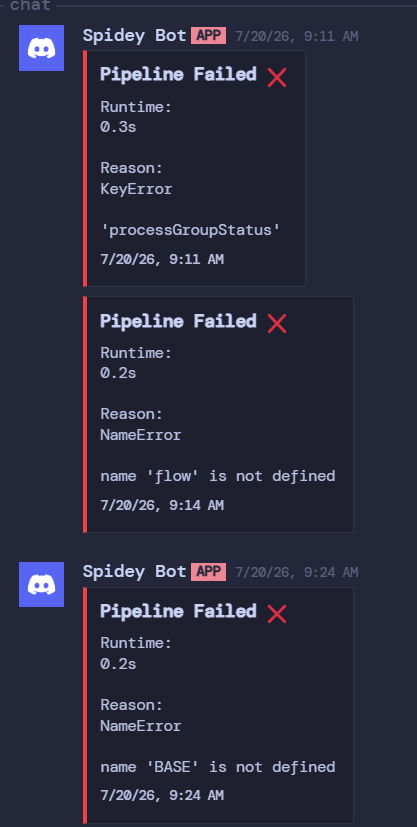 chat
Spidey Bot APP 7/20/26, 9:11 AM
Pipeline Failed ❌
Runtime:
0.3s
Reason:
KeyError
'processGroupStatus'
7/20/26, 9:11 AM
Pipeline Failed ❌
Runtime:
0.2s
Reason:
NameError
name 'flow' is not defined
7/20/26, 9:14 AM
Spidey Bot APP 7/20/26, 9:24 AM
Pipeline Failed ❌
Runtime:
0.2s
Reason:
NameError
name 'BASE' is not defined
7/20/26, 9:24 AM